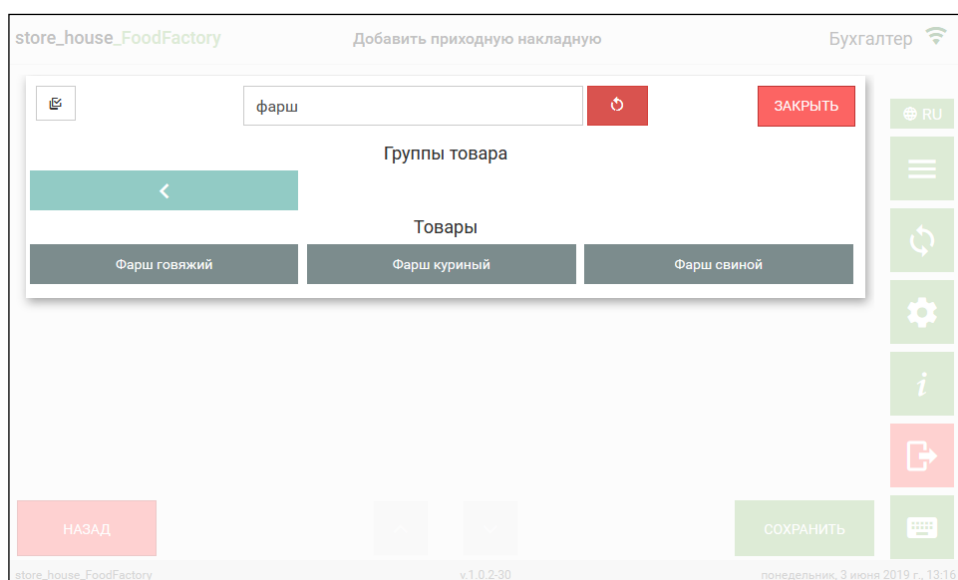 store_house_FoodFactory Добавить приходную накладную Бухгалтер
фарш ЗАКРЫТЬ
RU
Группы товара
Товары
Фарш говяжий Фарш куриный Фарш свиной
i
НАЗАД СОХРАНИТЬ
store_house_FoodFactory v.1.0.2-30 понедельник, 3 июня 2019 г., 13:16